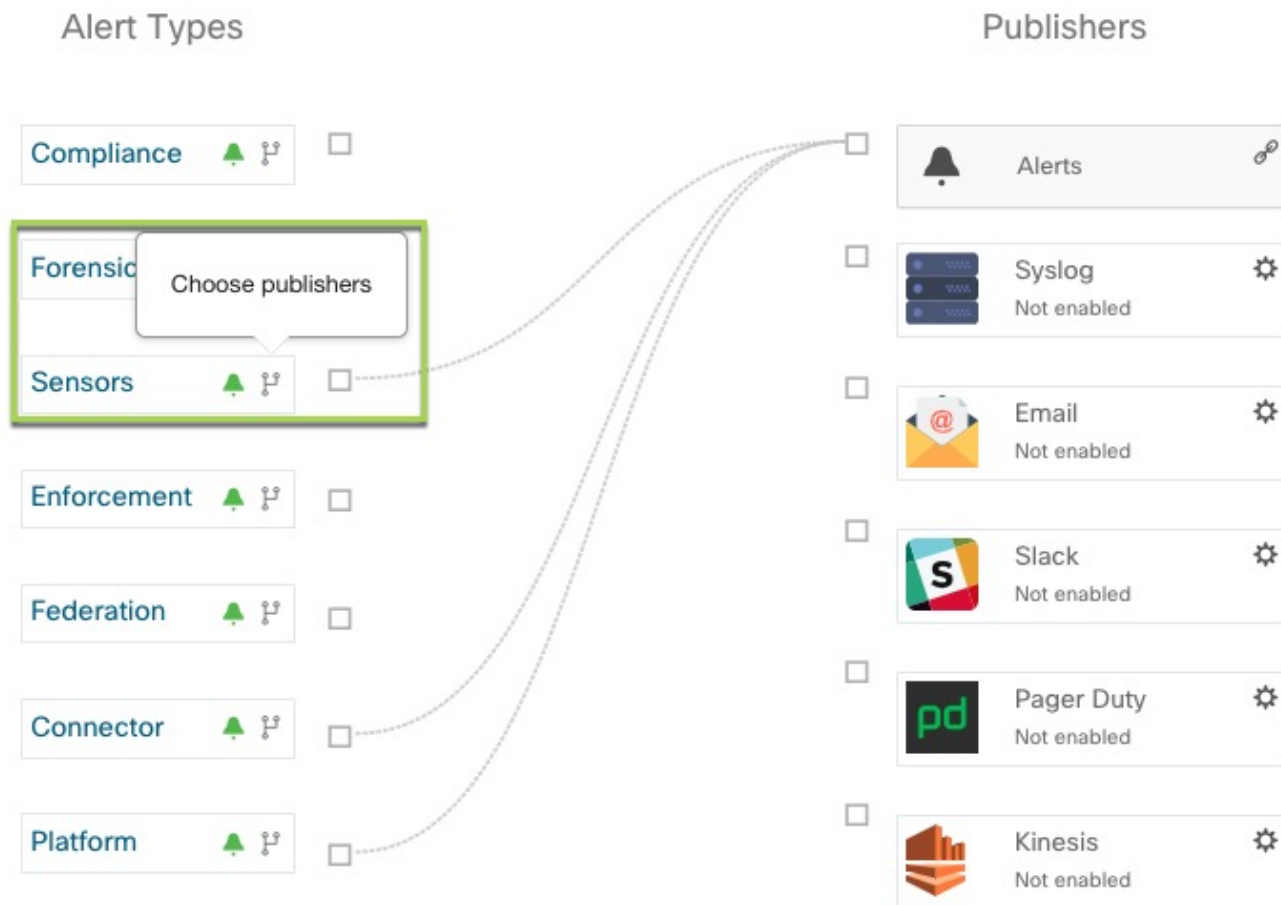 Alert Types
Publishers
Compliance
Alerts
Forensic
Choose publishers
Syslog
Not enabled
Sensors
@
Email
Not enabled
Enforcement
S
Slack
Not enabled
Federation
Connector
pd
Pager Duty
Not enabled
Platform
Kinesis
Not enabled